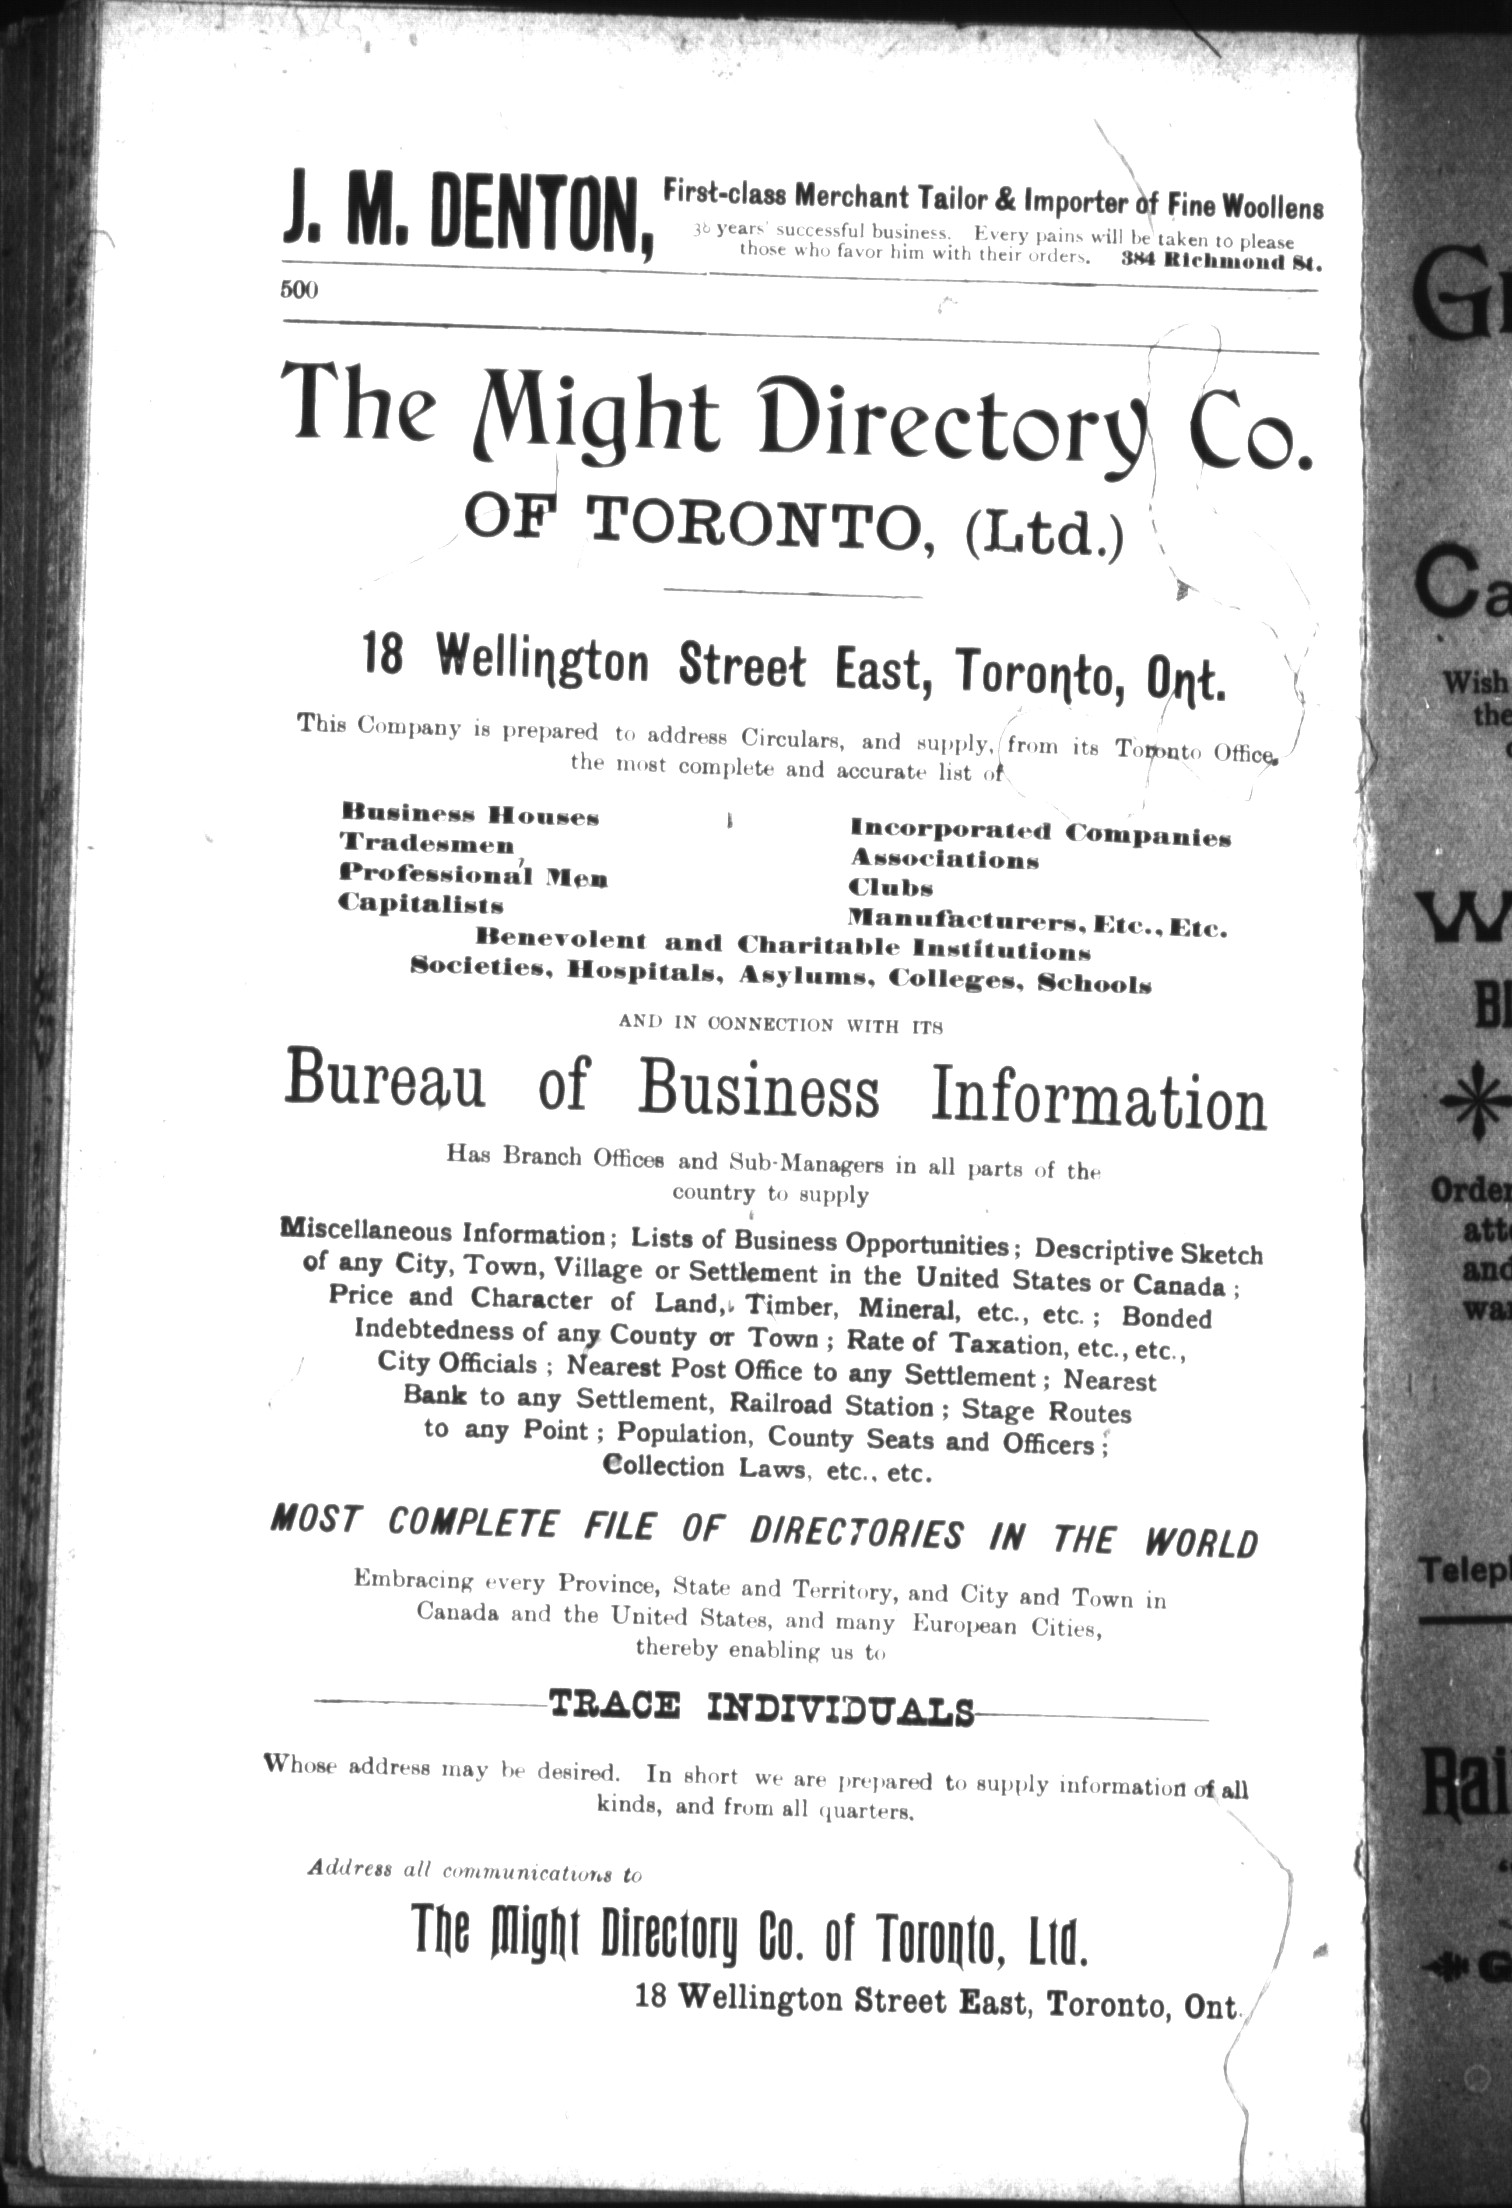 J. M. DENTON,
First-class Merchant Tailor & Importer of Fine Woollens
years' successful business. Every pains will be taken to please
those who favor him with their orders. 384 Richmond St.
500
The Might Directory Co.
OF TORONTO, (Ltd.)
18 Wellington Street East, Toronto, Ont.
This Company is prepared to address Circulars, and supply, from its Toronto Office,
the most complete and accurate list of
Business Houses
Tradesmen
Professional Men
Capitalists
Incorporated Companies
Associations
Clubs
Manufacturers, Etc., Etc.
Benevolent and Charitable Institutions
Societies, Hospitals, Asylums, Colleges, Schools
AND IN CONNECTION WITH ITS
Bureau of Business Information
Has Branch Offices and Sub-Managers in all parts of the
country to supply
Miscellaneous Information; Lists of Business Opportunities; Descriptive Sketch
of any City, Town, Village or Settlement in the United States or Canada;
Price and Character of Land, Timber, Mineral, etc., etc.; Bonded
Indebtedness of any County or Town; Rate of Taxation, etc., etc.,
City Officials; Nearest Post Office to any Settlement; Nearest
Bank to any Settlement, Railroad Station; Stage Routes
to any Point; Population, County Seats and Officers;
Collection Laws, etc., etc.
MOST COMPLETE FILE OF DIRECTORIES IN THE WORLD
Embracing every Province, State and Territory, and City and Town in
Canada and the United States, and many European Cities,
thereby enabling us to
TRACE INDIVIDUALS
Whose address may be desired. In short we are prepared to supply information of all
kinds, and from all quarters.
Address all communications to
The Might Directory Co. of Toronto, Ltd.
18 Wellington Street East, Toronto, Ont.
Wish
the
Order
and